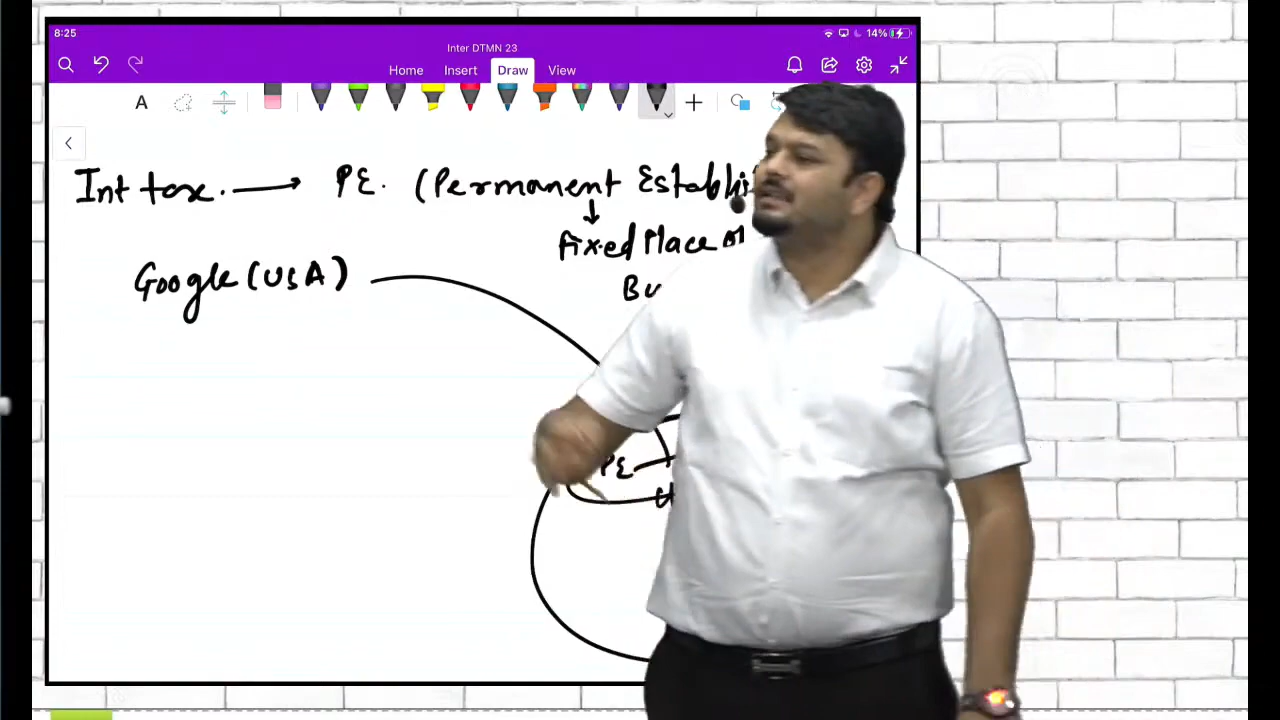 8:25
14%
Inter DTMN 23
Home Insert Draw View
A
Int tax. → PE. (Permanent Establis
↓
Fixed Place of
Bu
Google (USA)
PE